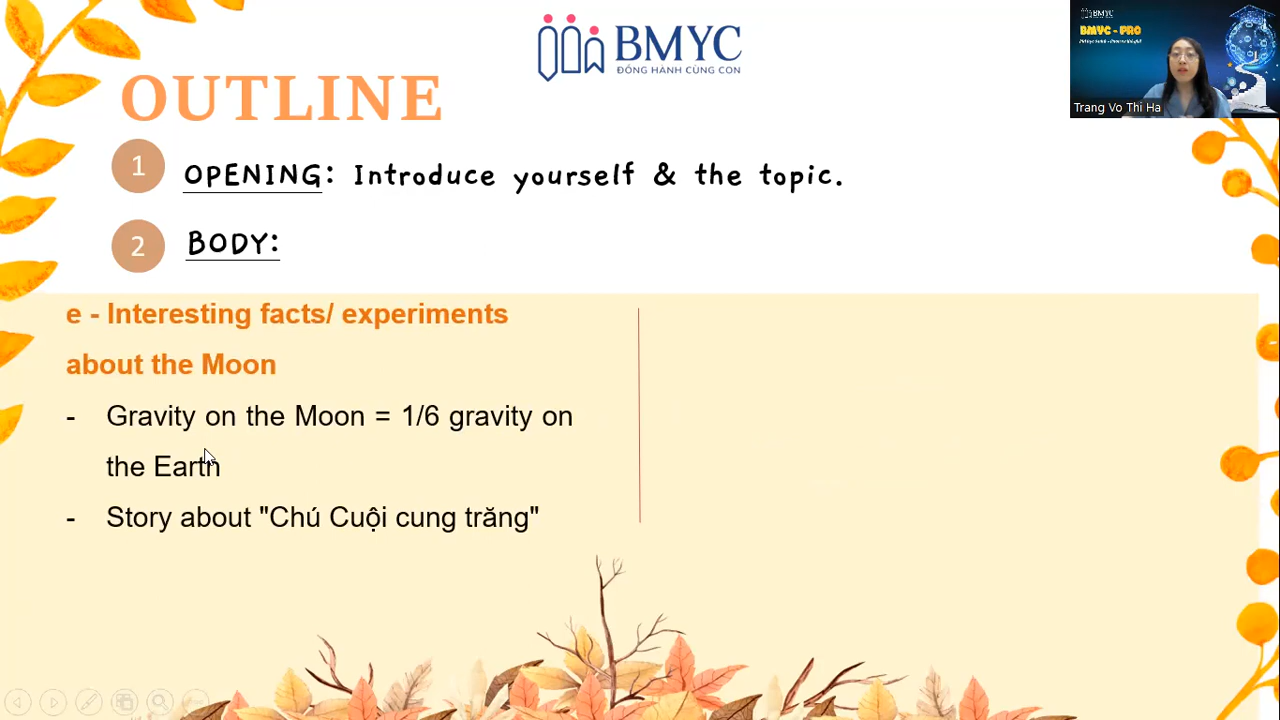 BMYC
ĐỒNG HÀNH CÙNG CON
BMYC
BMYC - PRO
Trang Vo Thi Ha
OUTLINE
1 OPENING: Introduce yourself & the topic.
2 BODY:
e - Interesting facts/ experiments
about the Moon
- Gravity on the Moon = 1/6 gravity on
the Earth
- Story about "Chú Cuội cung trăng"